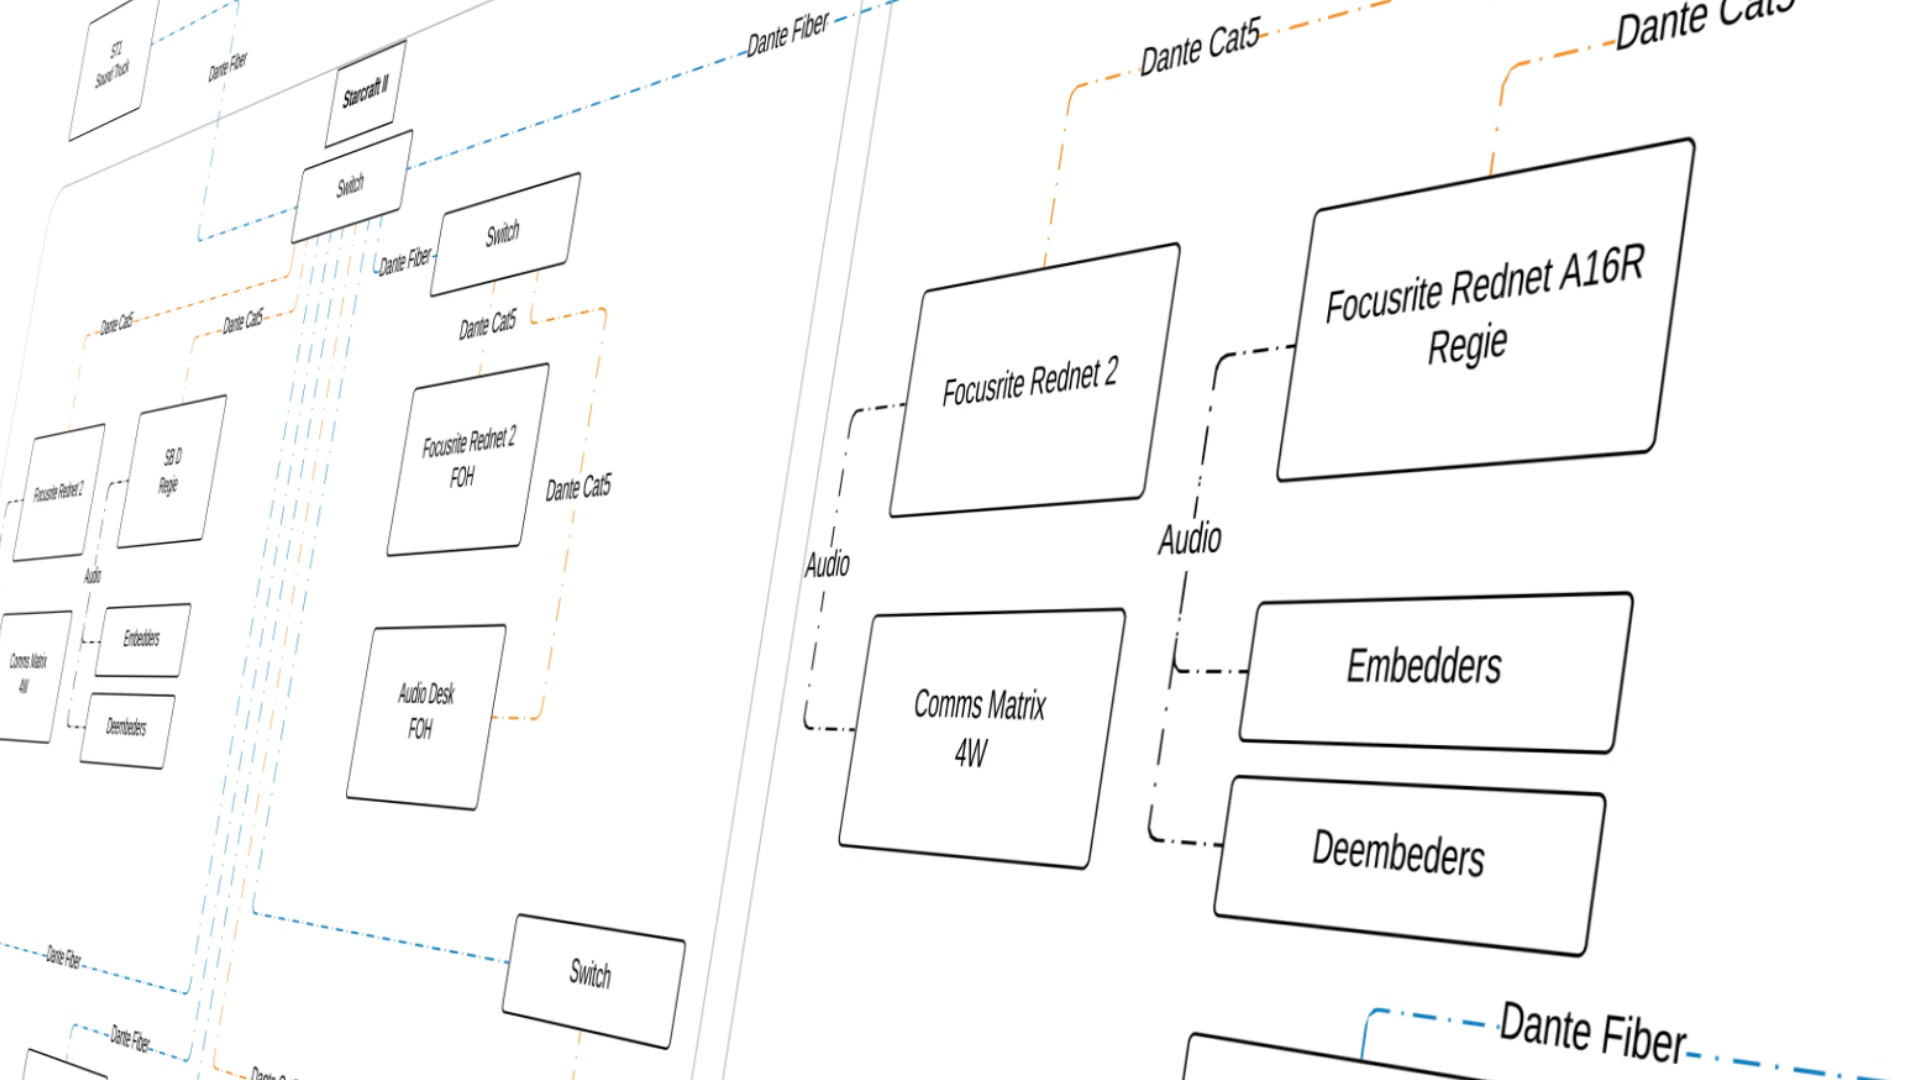 ST1
Sound Truck
Dante Fiber
Starcraft II
Switch
Dante Fiber
Switch
Dante Fiber
Dante Cat5
Dante Cat5
Dante Cat5
Focusrite Rednet 2
SB D
Regie
Focusrite Rednet 2
FOH
Dante Cat5
Audio
Comms Matrix
4W
Embedders
Deembeders
Audio Desk
FOH
Dante Fiber
Dante Fiber
Switch
Dante Cat5
Dante Cat5
Focusrite Rednet 2
Focusrite Rednet A16R
Regie
Audio
Audio
Comms Matrix
4W
Embedders
Deembeders
Dante Fiber